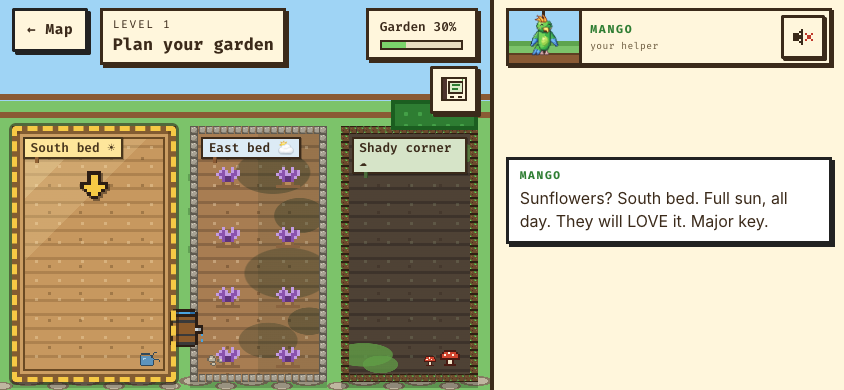 ← Map
LEVEL 1
Plan your garden
Garden 30%
South bed ☀
East bed ⛅
Shady corner
☁
MANGO
your helper
MANGO
Sunflowers? South bed. Full sun, all
day. They will LOVE it. Major key.